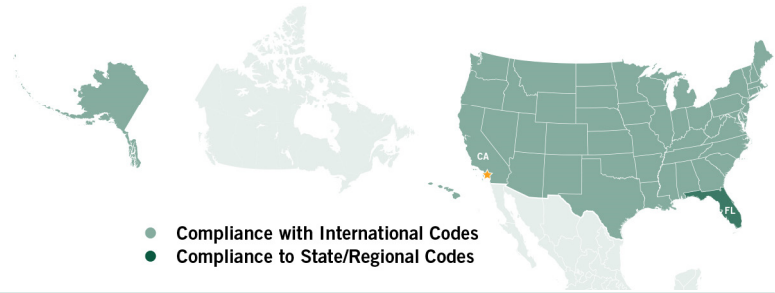 CA
FL
Compliance with International Codes
Compliance to State/Regional Codes